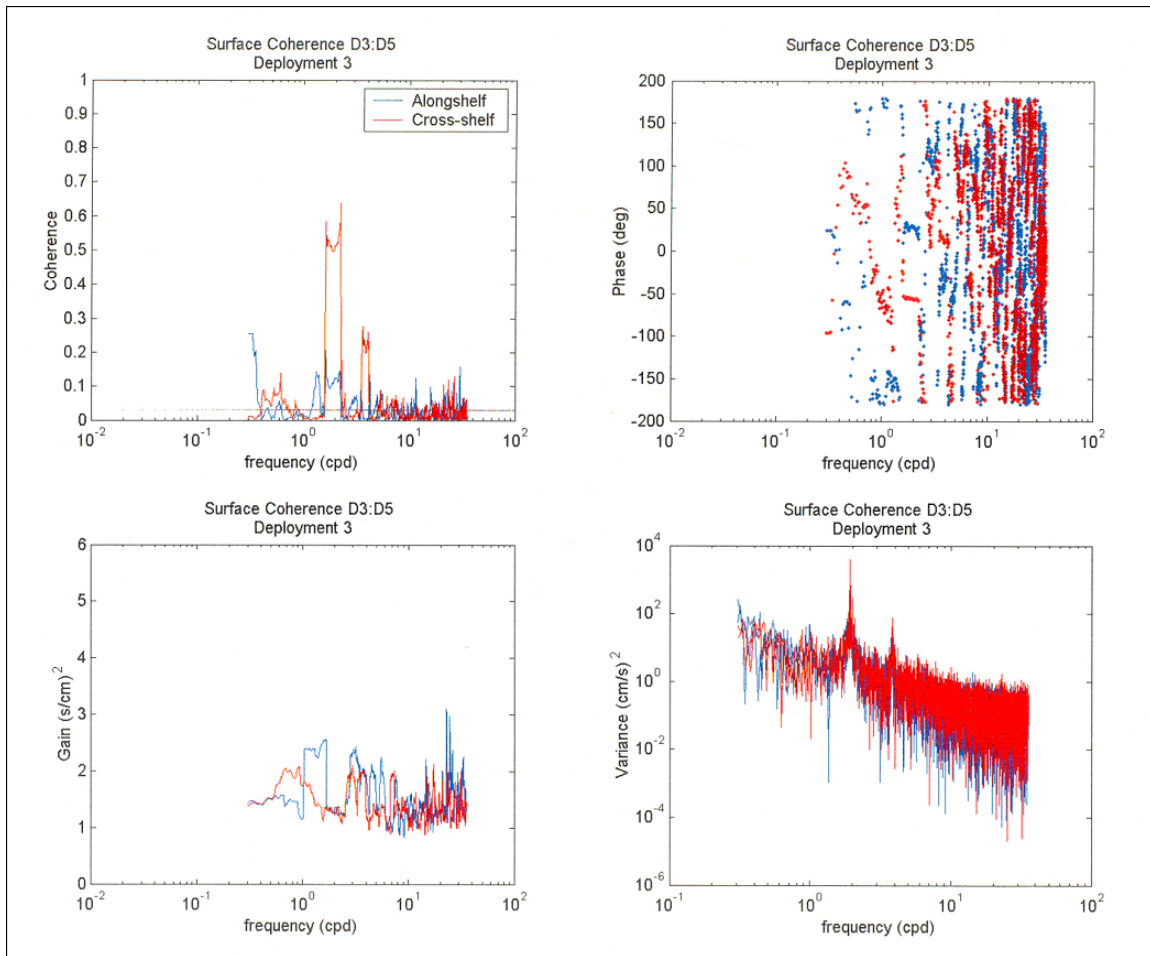 Surface Coherence D3:D5
Deployment 3
1
0.9
0.8
0.7
0.6
0.5
0.4
0.3
0.2
0.1
0
Coherence
Alongshelf
Cross-shelf
10^-2
10^-1
10^0
10^1
10^2
frequency (cpd)
Surface Coherence D3:D5
Deployment 3
200
150
100
50
0
-50
-100
-150
-200
Phase (deg)
10^-2
10^-1
10^0
10^1
10^2
frequency (cpd)
Surface Coherence D3:D5
Deployment 3
6
5
4
3
2
1
0
Gain (s/cm)^2
10^-2
10^-1
10^0
10^1
10^2
frequency (cpd)
Surface Coherence D3:D5
Deployment 3
10^4
10^2
10^0
10^-2
10^-4
10^-6
Variance (cm/s)^2
10^-1
10^0
10^1
10^2
frequency (cpd)